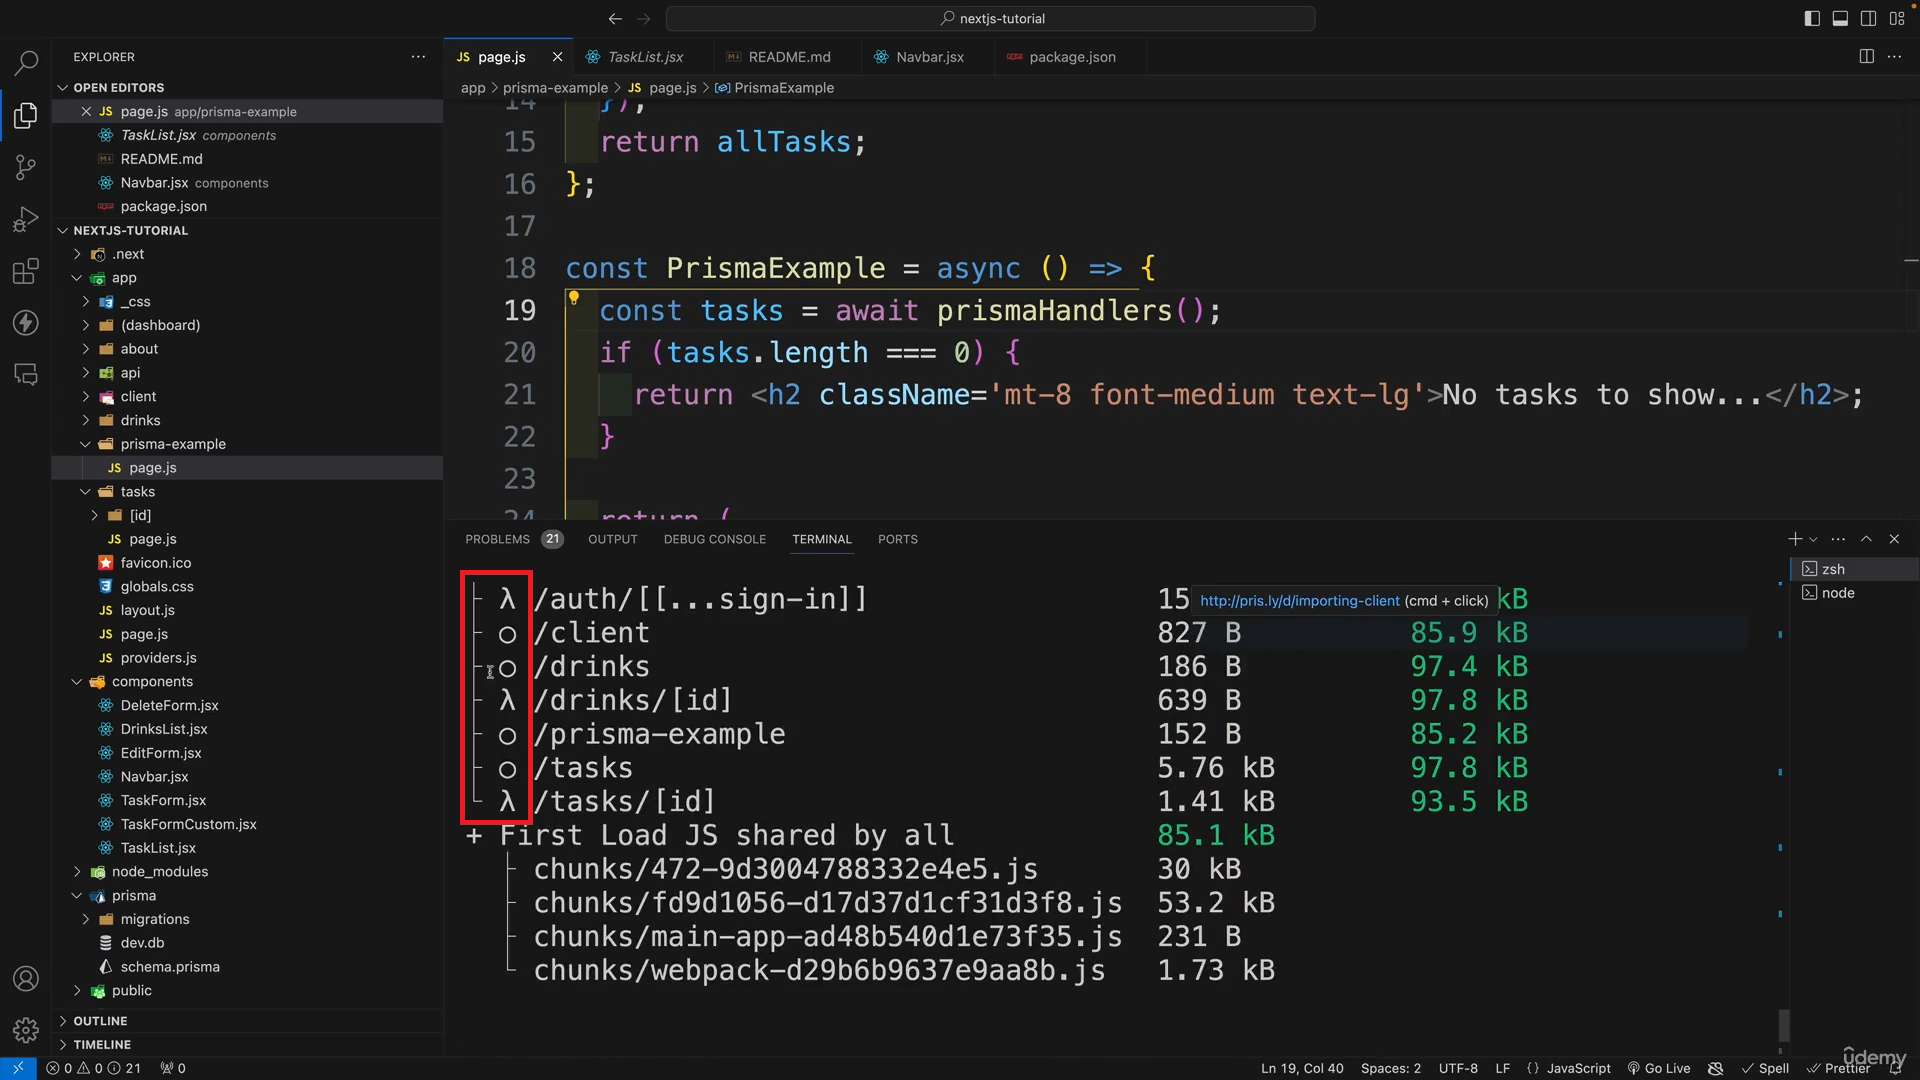 nextjs-tutorial
EXPLORER
OPEN EDITORS
page.js app/prisma-example
TaskList.jsx components
README.md
Navbar.jsx components
package.json
NEXTJS-TUTORIAL
.next
app
_css
(dashboard)
about
api
client
drinks
prisma-example
page.js
tasks
[id]
page.js
favicon.ico
globals.css
layout.js
page.js
providers.js
components
DeleteForm.jsx
DrinksList.jsx
EditForm.jsx
Navbar.jsx
TaskForm.jsx
TaskFormCustom.jsx
TaskList.jsx
node_modules
prisma
migrations
dev.db
schema.prisma
public
OUTLINE
TIMELINE
JS page.js TaskList.jsx README.md Navbar.jsx package.json
app > prisma-example > JS page.js > PrismaExample
14 });
15 return allTasks;
16 };
17
18 const PrismaExample = async () => {
19 const tasks = await prismaHandlers();
20 if (tasks.length === 0) {
21 return <h2 className='mt-8 font-medium text-lg'>No tasks to show...</h2>;
22 }
23
24 return (
PROBLEMS 21 OUTPUT DEBUG CONSOLE TERMINAL PORTS
zsh
node
├ λ /auth/[[...sign-in]] 15 kB
http://pris.ly/d/importing-client (cmd + click)
├ ○ /client 827 B 85.9 kB
├ ○ /drinks 186 B 97.4 kB
├ λ /drinks/[id] 639 B 97.8 kB
├ ○ /prisma-example 152 B 85.2 kB
├ ○ /tasks 5.76 kB 97.8 kB
└ λ /tasks/[id] 1.41 kB 93.5 kB
+ First Load JS shared by all 85.1 kB
├ chunks/472-9d3004788332e4e5.js 30 kB
├ chunks/fd9d1056-d17d37d1cf31d3f8.js 53.2 kB
├ chunks/main-app-ad48b540d1e73f35.js 231 B
└ chunks/webpack-d29b6b9637e9aa8b.js 1.73 kB
0 0 21 0
Ln 19, Col 40 Spaces: 2 UTF-8 LF {} JavaScript Go Live Spell Prettier
ûdemy